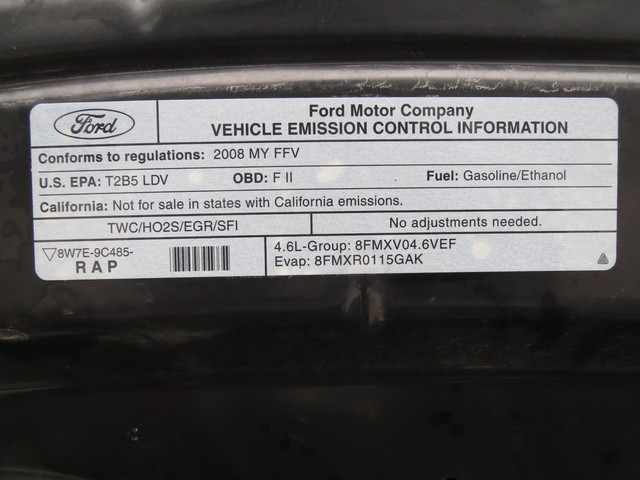 Ford
Ford Motor Company
VEHICLE EMISSION CONTROL INFORMATION
Conforms to regulations: 2008 MY FFV
U.S. EPA: T2B5 LDV OBD: F II Fuel: Gasoline/Ethanol
California: Not for sale in states with California emissions.
TWC/HO2S/EGR/SFI No adjustments needed.
▽8W7E-9C485-
RAP
4.6L-Group: 8FMXV04.6VEF
Evap: 8FMXR0115GAK